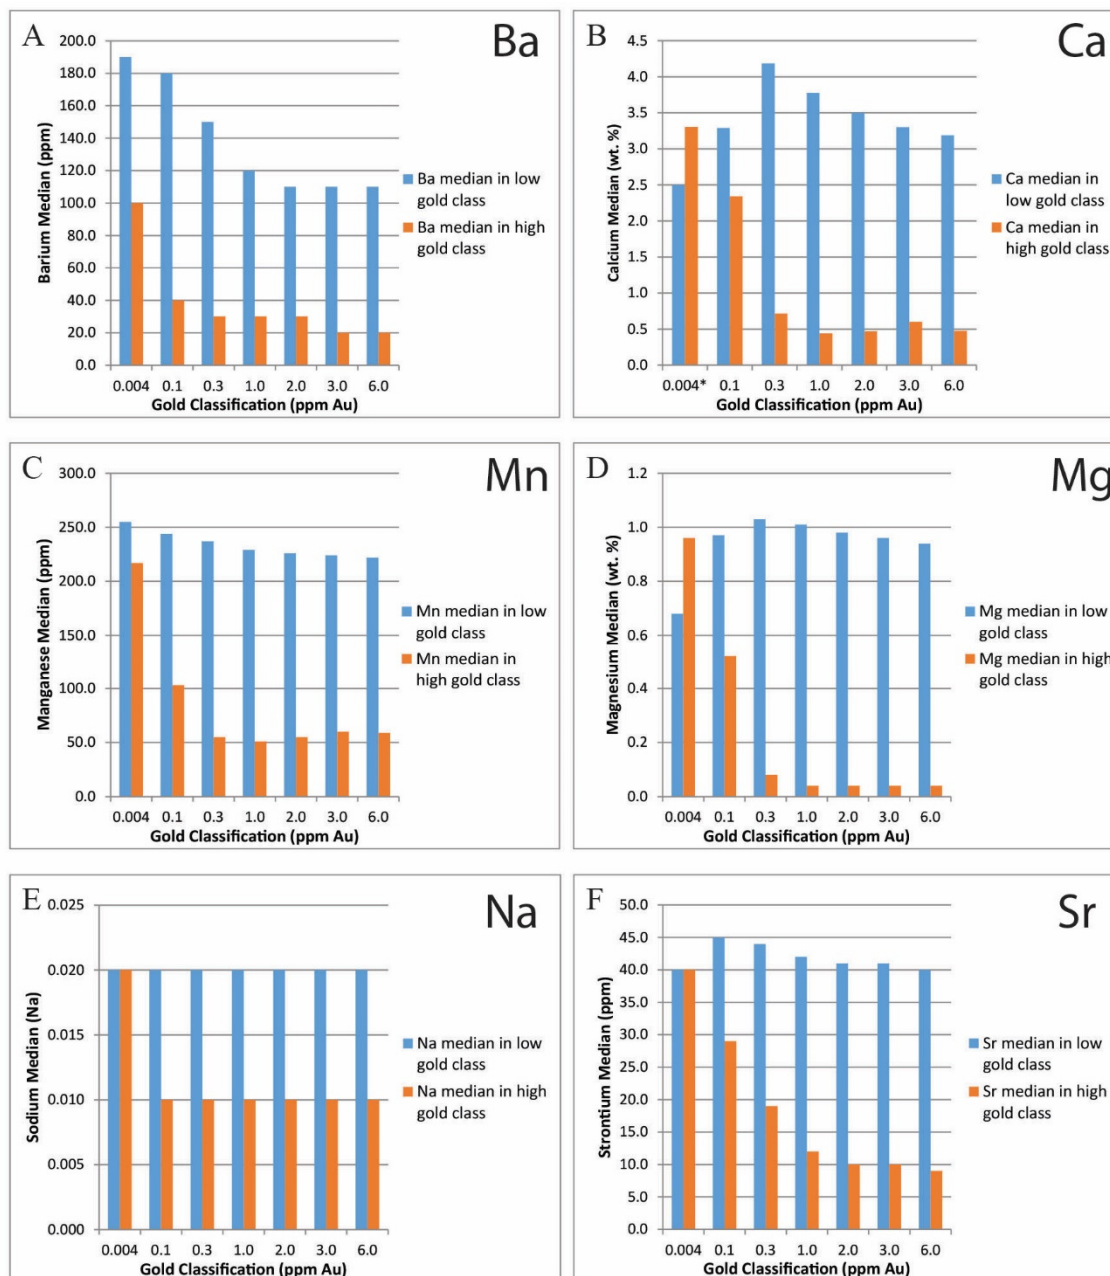 A
Ba
200.0
180.0
160.0
140.0
120.0
100.0
80.0
60.0
40.0
20.0
0.0
Barium Median (ppm)
0.004 0.1 0.3 1.0 2.0 3.0 6.0
Gold Classification (ppm Au)
Ba median in low
gold class
Ba median in high
gold class
B
Ca
4.5
4.0
3.5
3.0
2.5
2.0
1.5
1.0
0.5
0.0
Calcium Median (wt. %)
0.004* 0.1 0.3 1.0 2.0 3.0 6.0
Gold Classification (ppm Au)
Ca median in
low gold class
Ca median in
high gold class
C
Mn
300.0
250.0
200.0
150.0
100.0
50.0
0.0
Manganese Median (ppm)
0.004 0.1 0.3 1.0 2.0 3.0 6.0
Gold Classification (ppm Au)
Mn median in low
gold class
Mn median in
high gold class
D
Mg
1.2
1.0
0.8
0.6
0.4
0.2
0.0
Magnesium Median (wt. %)
0.004 0.1 0.3 1.0 2.0 3.0 6.0
Gold Classification (ppm Au)
Mg median in low
gold class
Mg median in high
gold class
E
Na
0.025
0.020
0.015
0.010
0.005
0.000
Sodium Median (Na)
0.004 0.1 0.3 1.0 2.0 3.0 6.0
Gold Classification (ppm Au)
Na median in low
gold class
Na median in high
gold class
F
Sr
50.0
45.0
40.0
35.0
30.0
25.0
20.0
15.0
10.0
5.0
0.0
Strontium Median (ppm)
0.004 0.1 0.3 1.0 2.0 3.0 6.0
Gold Classification (ppm Au)
Sr median in low
gold class
Sr median in high
gold class